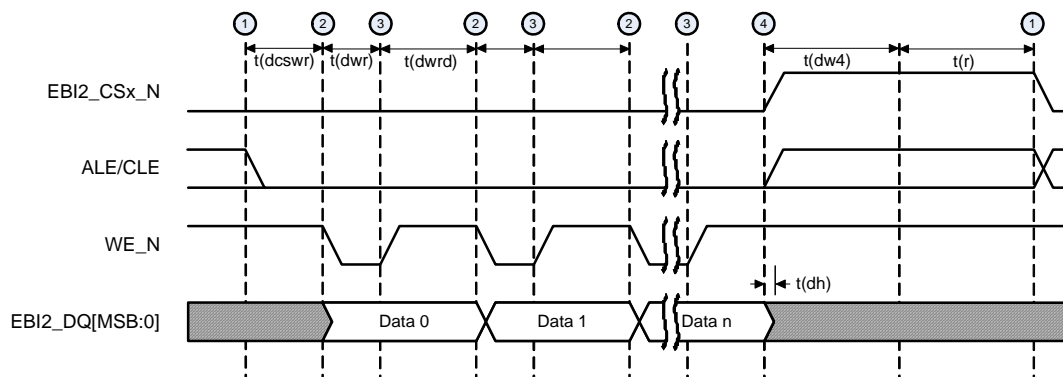 1 2 3 2 3 2 3 4 1
t(dcswr) t(dwr) t(dwrd) t(dw4) t(r)
EBI2_CSx_N
ALE/CLE
WE_N
t(dh)
EBI2_DQ[MSB:0] Data 0 Data 1 Data n